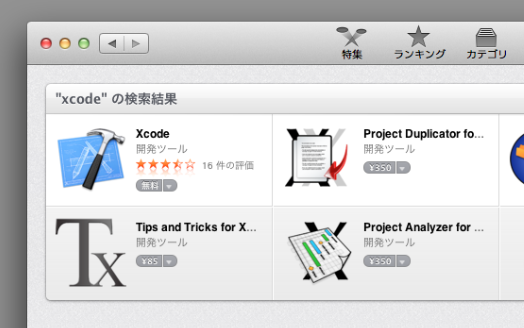 特集 ランキング カテゴリ
"xcode" の検索結果
Xcode
開発ツール
16 件の評価
無料
Project Duplicator fo...
開発ツール
¥350
Tips and Tricks for X...
開発ツール
¥85
Project Analyzer for ...
開発ツール
¥350
Tx